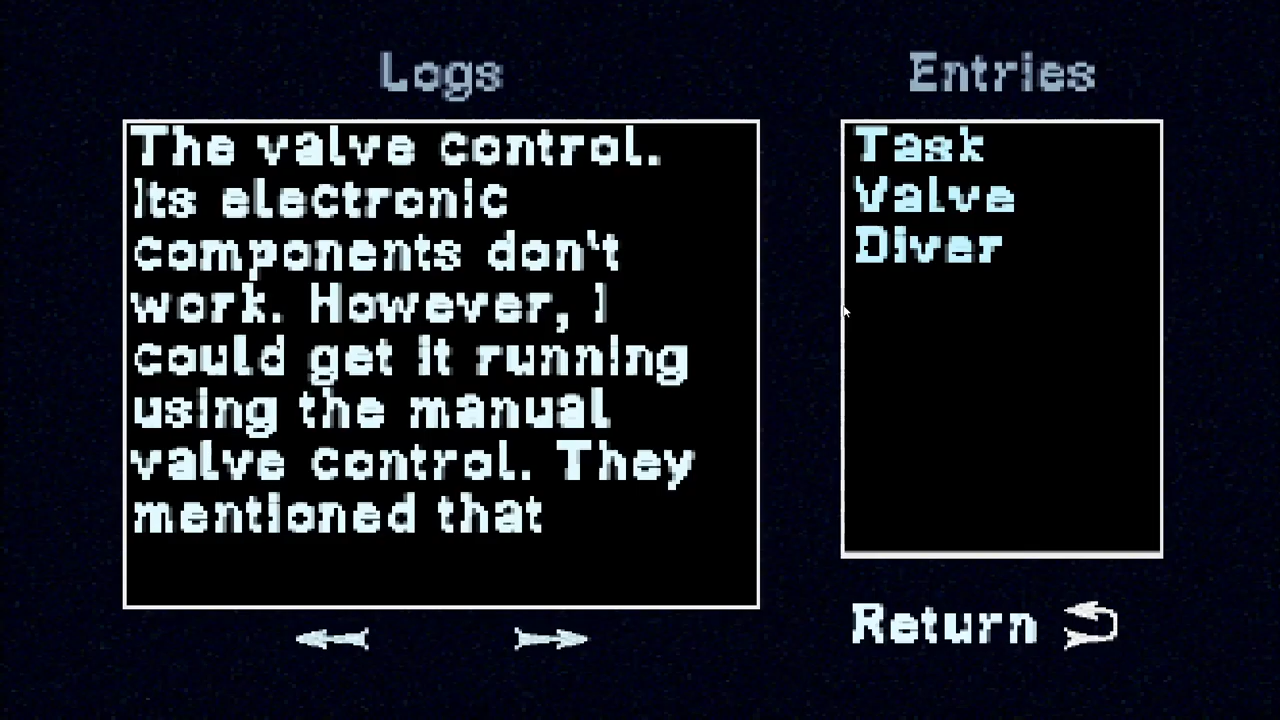 Logs
The valve control.
Its electronic
components don't
work. However, I
could get it running
using the manual
valve control. They
mentioned that
Entries
Task
Valve
Diver
Return